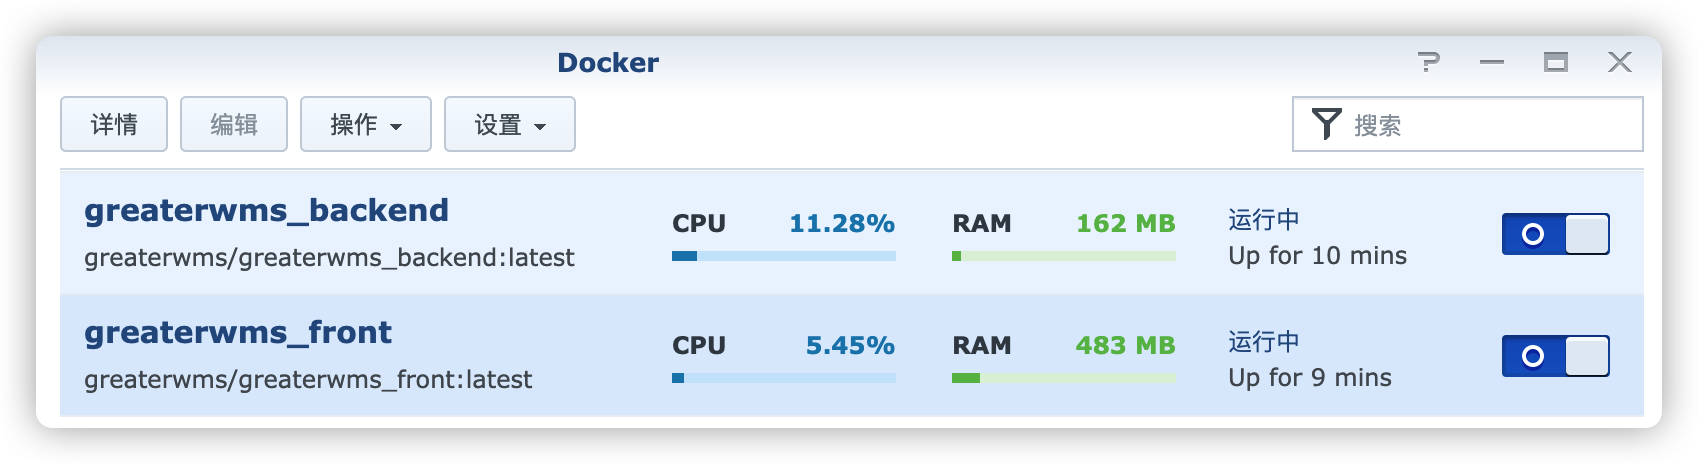 Docker
详情 编辑 操作 设置 搜索
greaterwms_backend
greaterwms/greaterwms_backend:latest
CPU 11.28%
RAM 162 MB
运行中
Up for 10 mins
greaterwms_front
greaterwms/greaterwms_front:latest
CPU 5.45%
RAM 483 MB
运行中
Up for 9 mins